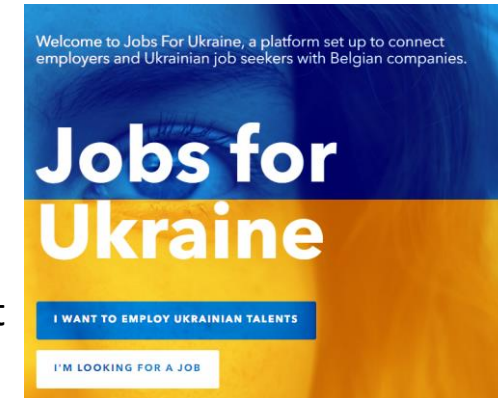 Welcome to Jobs For Ukraine, a platform set up to connect
employers and Ukrainian job seekers with Belgian companies.
Jobs for
Ukraine
t
I WANT TO EMPLOY UKRAINIAN TALENTS
I'M LOOKING FOR A JOB